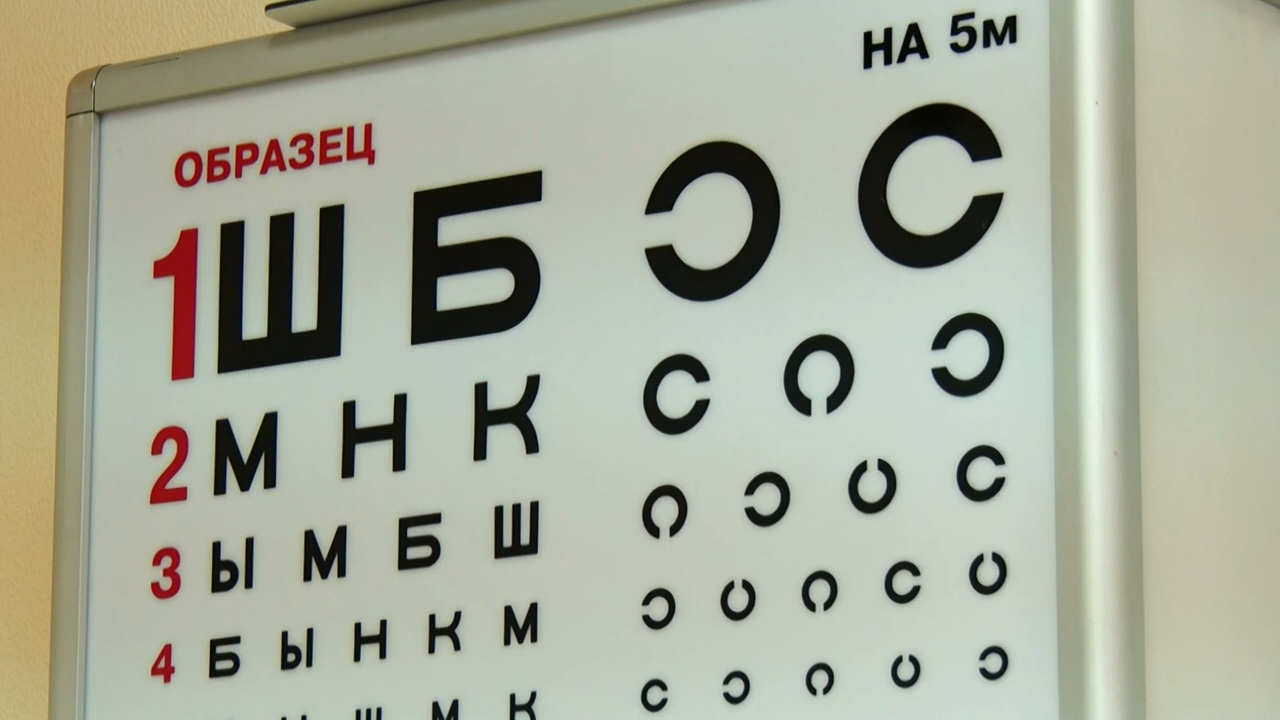 НА 5м
ОБРАЗЕЦ
1 Ш Б
2 М Н К
3 Ы М Б Ш
4 Б Ы Н К М
Ш М К